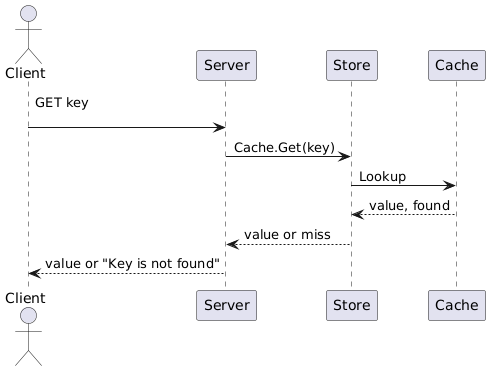 Client
Server
Store
Cache
GET key
Cache.Get(key)
Lookup
value, found
value or miss
value or "Key is not found"
Client
Server
Store
Cache